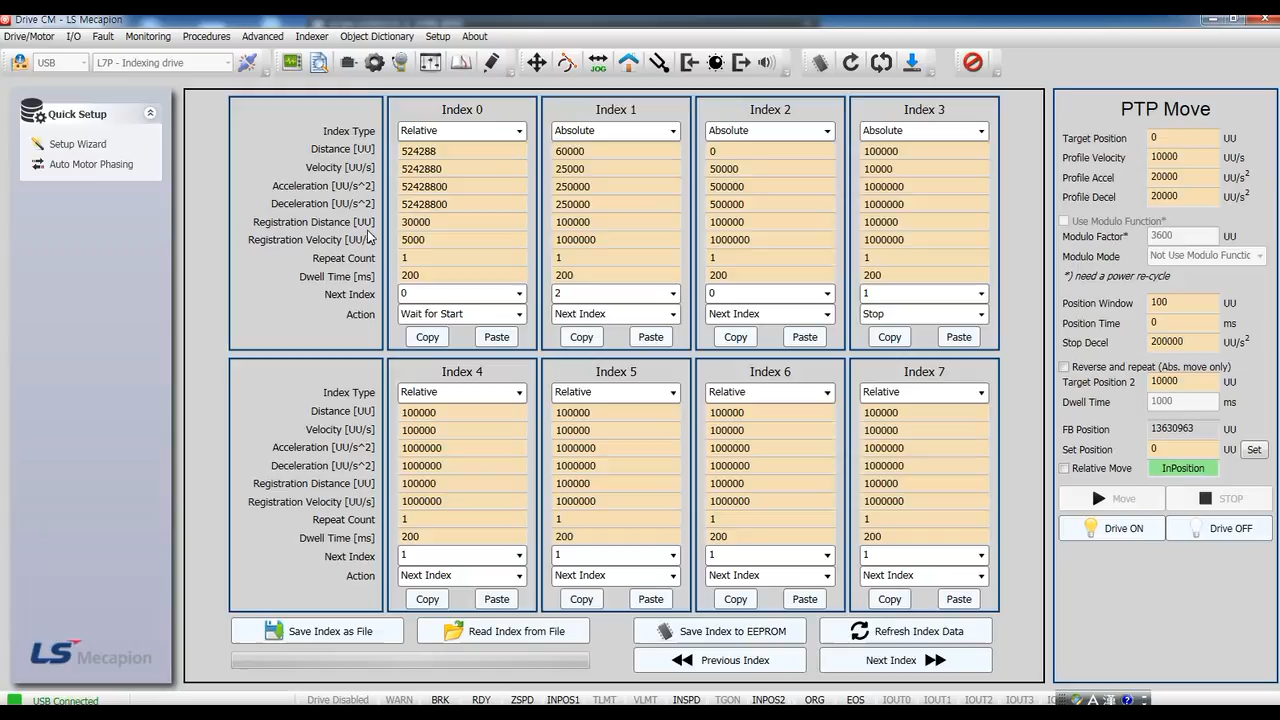 Drive CM - LS Mecapion
Drive/Motor I/O Fault Monitoring Procedures Advanced Indexer Object Dictionary Setup About
USB L7P - Indexing drive JOG
Quick Setup
Setup Wizard
Auto Motor Phasing
LS Mecapion
Index 0 Index 1 Index 2 Index 3
Index Type Relative Absolute Absolute Absolute
Distance [UU] 524288 60000 0 100000
Velocity [UU/s] 5242880 25000 50000 10000
Acceleration [UU/s^2] 52428800 250000 500000 1000000
Deceleration [UU/s^2] 52428800 250000 500000 1000000
Registration Distance [UU] 30000 100000 100000 100000
Registration Velocity [UU/s] 5000 1000000 1000000 1000000
Repeat Count 1 1 1 1
Dwell Time [ms] 200 200 200 200
Next Index 0 2 0 1
Action Wait for Start Next Index Next Index Stop
Copy Paste Copy Paste Copy Paste Copy Paste
Index 4 Index 5 Index 6 Index 7
Index Type Relative Relative Relative Relative
Distance [UU] 100000 100000 100000 100000
Velocity [UU/s] 100000 100000 100000 100000
Acceleration [UU/s^2] 1000000 1000000 1000000 1000000
Deceleration [UU/s^2] 1000000 1000000 1000000 1000000
Registration Distance [UU] 100000 100000 100000 100000
Registration Velocity [UU/s] 1000000 1000000 1000000 1000000
Repeat Count 1 1 1 1
Dwell Time [ms] 200 200 200 200
Next Index 1 1 1 1
Action Next Index Next Index Next Index Next Index
Copy Paste Copy Paste Copy Paste Copy Paste
Save Index as File Read Index from File Save Index to EEPROM Refresh Index Data
Previous Index Next Index
PTP Move
Target Position 0 UU
Profile Velocity 10000 UU/s
Profile Accel 20000 UU/s²
Profile Decel 20000 UU/s²
Use Modulo Function*
Modulo Factor* 3600 UU
Modulo Mode Not Use Modulo Functic
*) need a power re-cycle
Position Window 100 UU
Position Time 0 ms
Stop Decel 200000 UU/s²
Reverse and repeat (Abs. move only)
Target Position 2 10000 UU
Dwell Time 1000 ms
FB Position 13630963 UU
Set Position 0 UU Set
Relative Move InPosition
Move STOP
Drive ON Drive OFF
USB Connected Drive Disabled WARN BRK RDY ZSPD INPOS1 TLMT VLMT INSPD TGON INPOS2 ORG EOS IOUT0 IOUT1 IOUT2 IOUT3